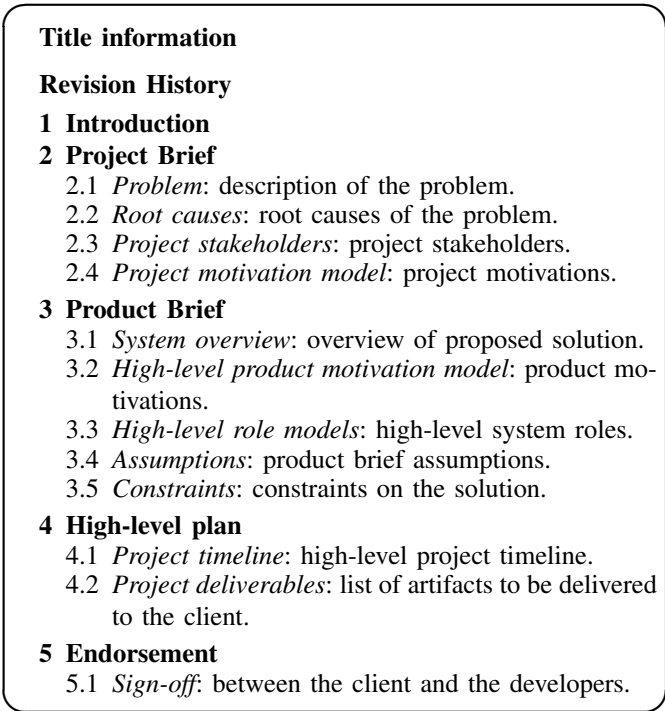 Title information
Revision History
1 Introduction
2 Project Brief
2.1 Problem: description of the problem.
2.2 Root causes: root causes of the problem.
2.3 Project stakeholders: project stakeholders.
2.4 Project motivation model: project motivations.
3 Product Brief
3.1 System overview: overview of proposed solution.
3.2 High-level product motivation model: product mo-
tivations.
3.3 High-level role models: high-level system roles.
3.4 Assumptions: product brief assumptions.
3.5 Constraints: constraints on the solution.
4 High-level plan
4.1 Project timeline: high-level project timeline.
4.2 Project deliverables: list of artifacts to be delivered
to the client.
5 Endorsement
5.1 Sign-off: between the client and the developers.